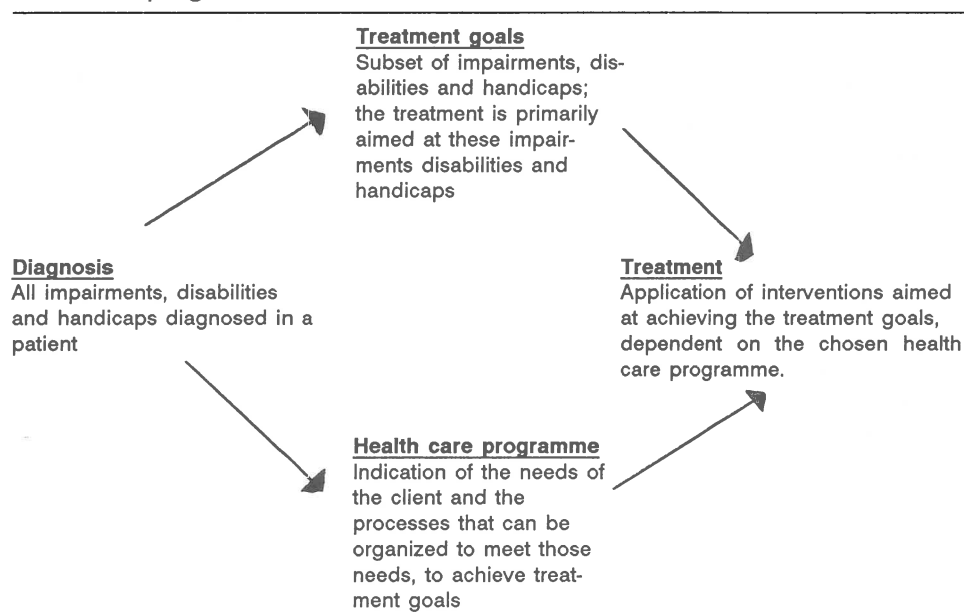 Treatment goals
Subset of impairments, dis-
abilities and handicaps;
the treatment is primarily
aimed at these impair-
ments disabilities and
handicaps
Diagnosis
All impairments, disabilities
and handicaps diagnosed in a
patient
Treatment
Application of interventions aimed
at achieving the treatment goals,
dependent on the chosen health
care programme.
Health care programme
Indication of the needs of
the client and the
processes that can be
organized to meet those
needs, to achieve treat-
ment goals